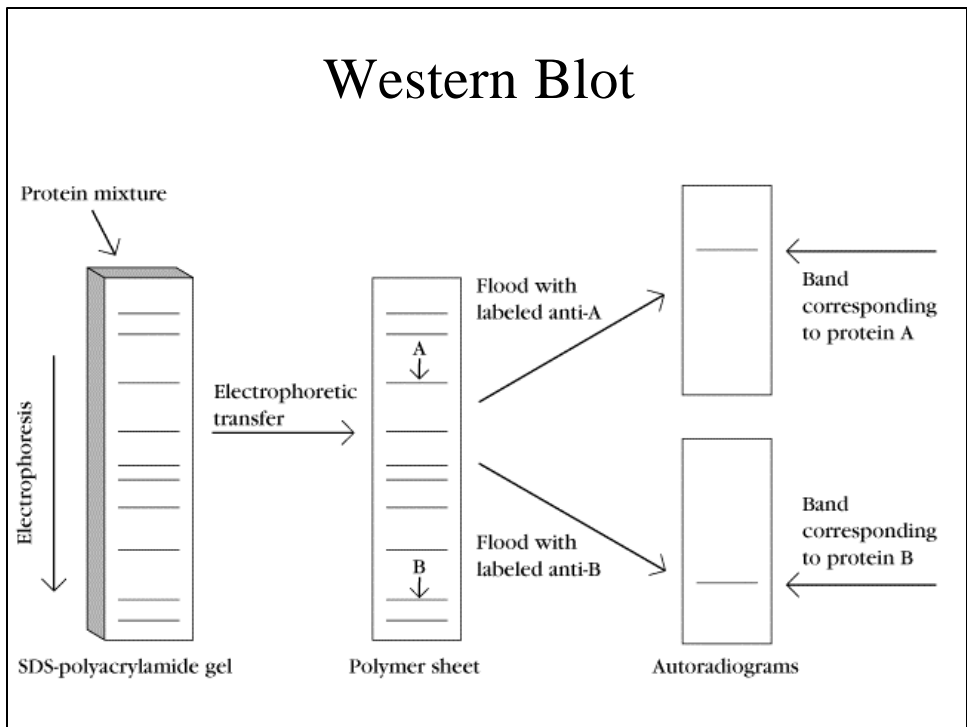 Western Blot
Protein mixture
Electrophoresis
SDS-polyacrylamide gel
Electrophoretic
transfer
A
B
Polymer sheet
Flood with
labeled anti-A
Flood with
labeled anti-B
Band
corresponding
to protein A
Band
corresponding
to protein B
Autoradiograms